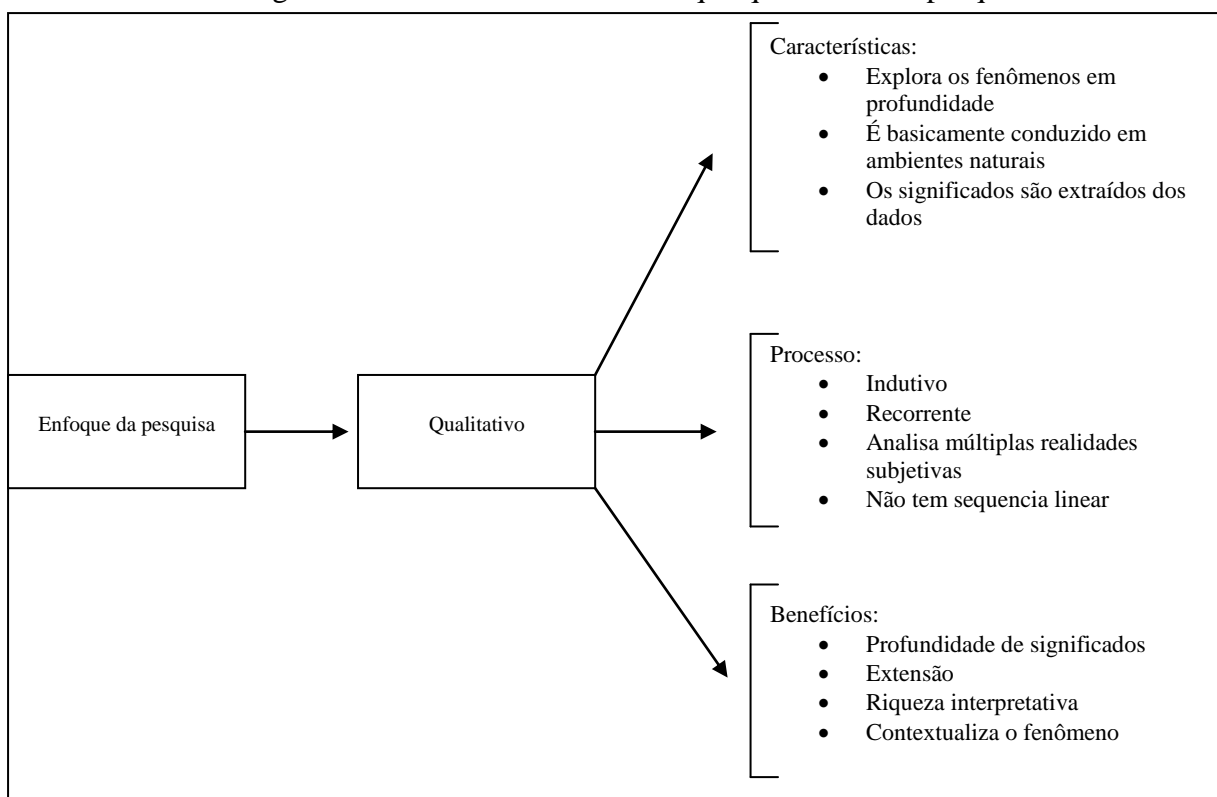 Características:
• Explora os fenômenos em
profundidade
• É basicamente conduzido em
ambientes naturais
• Os significados são extraídos dos
dados
Enfoque da pesquisa
Qualitativo
Processo:
• Indutivo
• Recorrente
• Analisa múltiplas realidades
subjetivas
• Não tem sequencia linear
Benefícios:
• Profundidade de significados
• Extensão
• Riqueza interpretativa
• Contextualiza o fenômeno